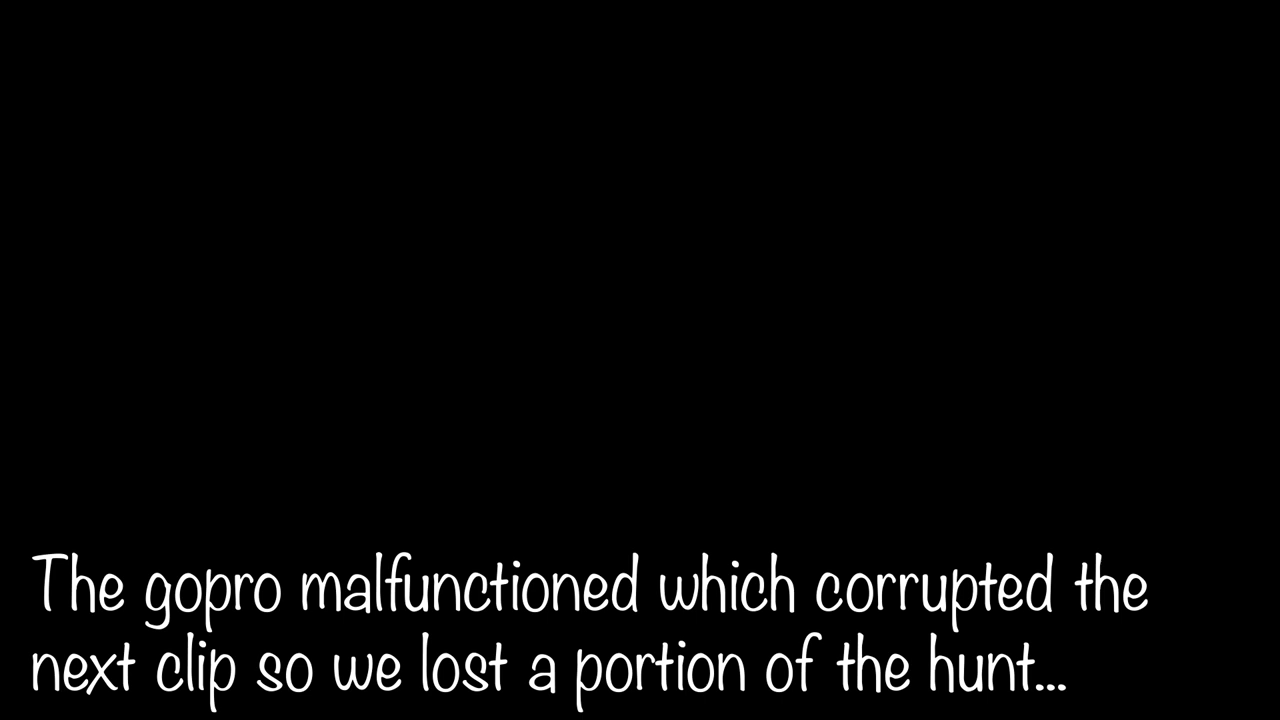 The gopro malfunctioned which corrupted the
next clip so we lost a portion of the hunt...